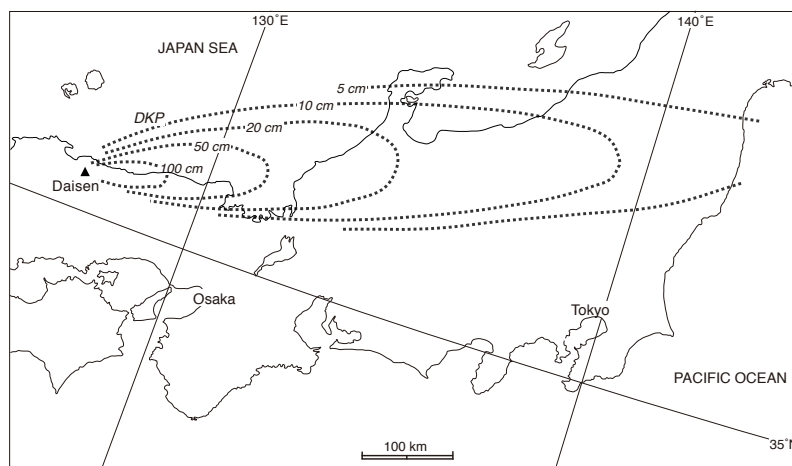 130°E
140°E
JAPAN SEA
5 cm
10 cm
DKP
20 cm
50 cm
100 cm
Daisen
Osaka
Tokyo
PACIFIC OCEAN
35°N
100 km